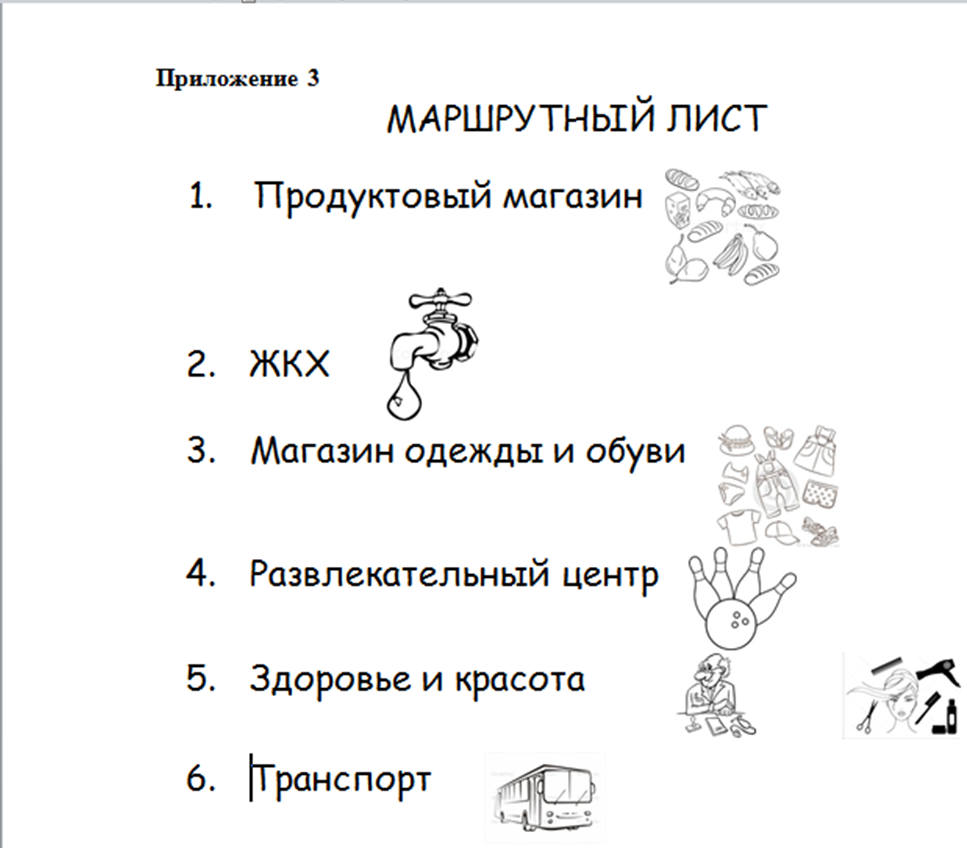 Приложение 3
МАРШРУТНЫЙ ЛИСТ
1. Продуктовый магазин
2. ЖКХ
3. Магазин одежды и обуви
4. Развлекательный центр
5. Здоровье и красота
6. Транспорт